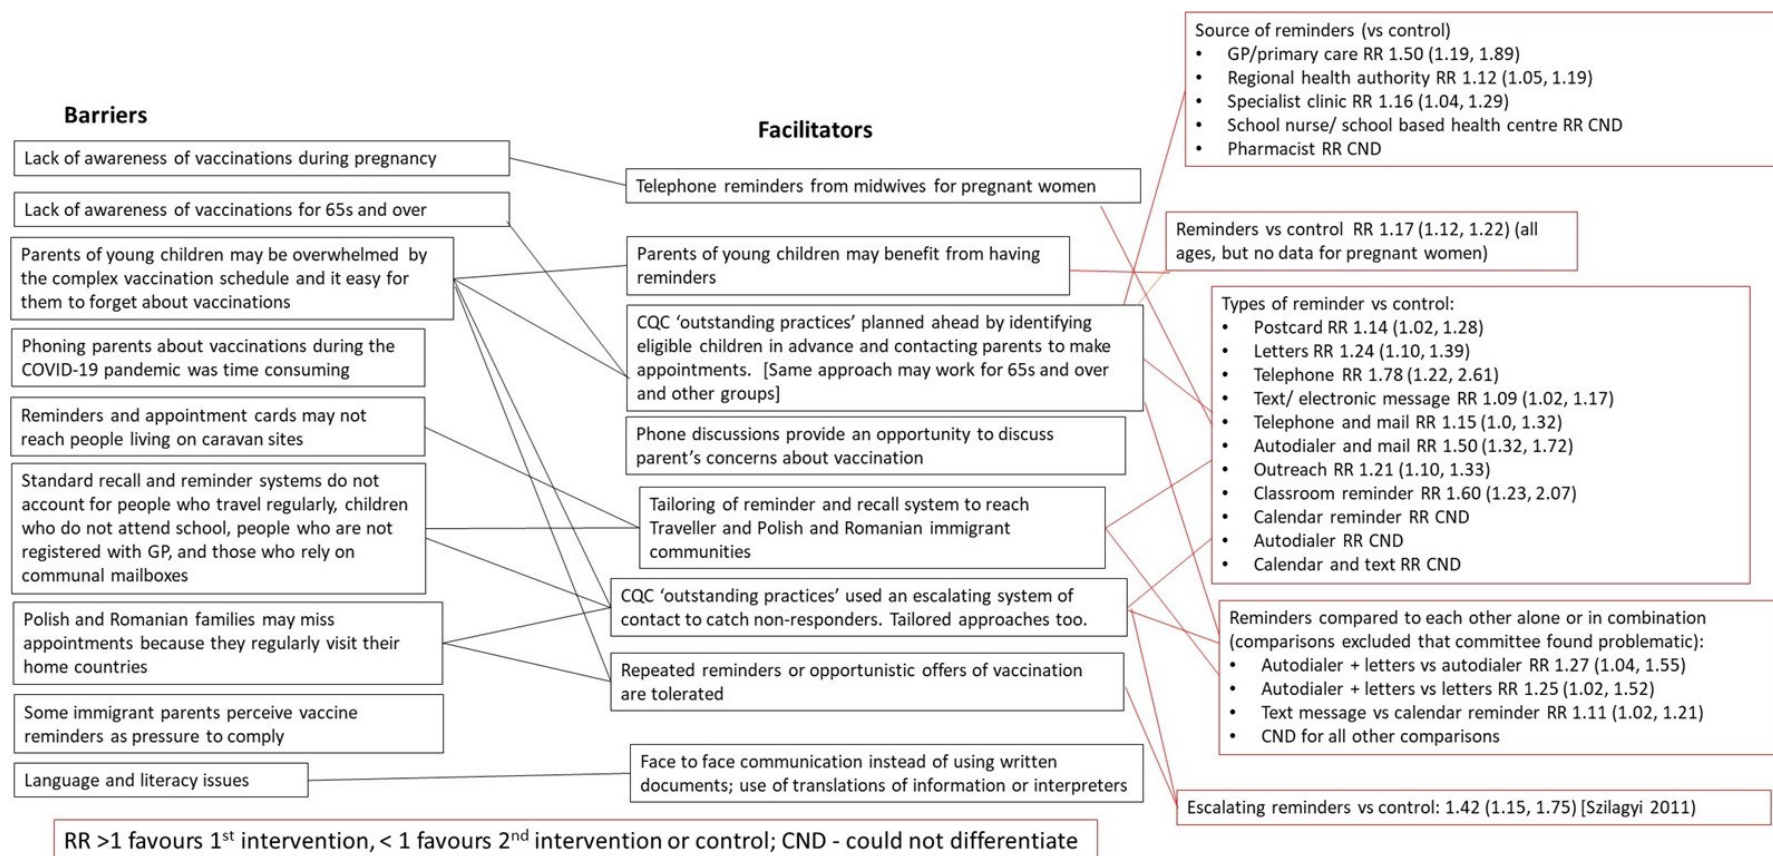 Barriers
Lack of awareness of vaccinations during pregnancy
Lack of awareness of vaccinations for 65s and over
Parents of young children may be overwhelmed by
the complex vaccination schedule and it easy for
them to forget about vaccinations
Phoning parents about vaccinations during the
COVID-19 pandemic was time consuming
Reminders and appointment cards may not
reach people living on caravan sites
Standard recall and reminder systems do not
account for people who travel regularly, children
who do not attend school, people who are not
registered with GP, and those who rely on
communal mailboxes
Polish and Romanian families may miss
appointments because they regularly visit their
home countries
Some immigrant parents perceive vaccine
reminders as pressure to comply
Language and literacy issues
Facilitators
Telephone reminders from midwives for pregnant women
Parents of young children may benefit from having
reminders
CQC ‘outstanding practices’ planned ahead by identifying
eligible children in advance and contacting parents to make
appointments.  [Same approach may work for 65s and over
and other groups]
Phone discussions provide an opportunity to discuss
parent’s concerns about vaccination
Tailoring of reminder and recall system to reach
Traveller and Polish and Romanian immigrant
communities
CQC ‘outstanding practices’ used an escalating system of
contact to catch non-responders. Tailored approaches too.
Repeated reminders or opportunistic offers of vaccination
are tolerated
Face to face communication instead of using written
documents; use of translations of information or interpreters
Source of reminders (vs control)
• GP/primary care RR 1.50 (1.19, 1.89)
• Regional health authority RR 1.12 (1.05, 1.19)
• Specialist clinic RR 1.16 (1.04, 1.29)
• School nurse/ school based health centre RR CND
• Pharmacist RR CND
Reminders vs control  RR 1.17 (1.12, 1.22) (all
ages, but no data for pregnant women)
Types of reminder vs control:
• Postcard RR 1.14 (1.02, 1.28)
• Letters RR 1.24 (1.10, 1.39)
• Telephone RR 1.78 (1.22, 2.61)
• Text/ electronic message RR 1.09 (1.02, 1.17)
• Telephone and mail RR 1.15 (1.0, 1.32)
• Autodialer and mail RR 1.50 (1.32, 1.72)
• Outreach RR 1.21 (1.10, 1.33)
• Classroom reminder RR 1.60 (1.23, 2.07)
• Calendar reminder RR CND
• Autodialer RR CND
• Calendar and text RR CND
Reminders compared to each other alone or in combination
(comparisons excluded that committee found problematic):
• Autodialer + letters vs autodialer RR 1.27 (1.04, 1.55)
• Autodialer + letters vs letters RR 1.25 (1.02, 1.52)
• Text message vs calendar reminder RR 1.11 (1.02, 1.21)
• CND for all other comparisons
Escalating reminders vs control: 1.42 (1.15, 1.75) [Szilagyi 2011)
RR >1 favours 1st intervention, < 1 favours 2nd intervention or control; CND - could not differentiate